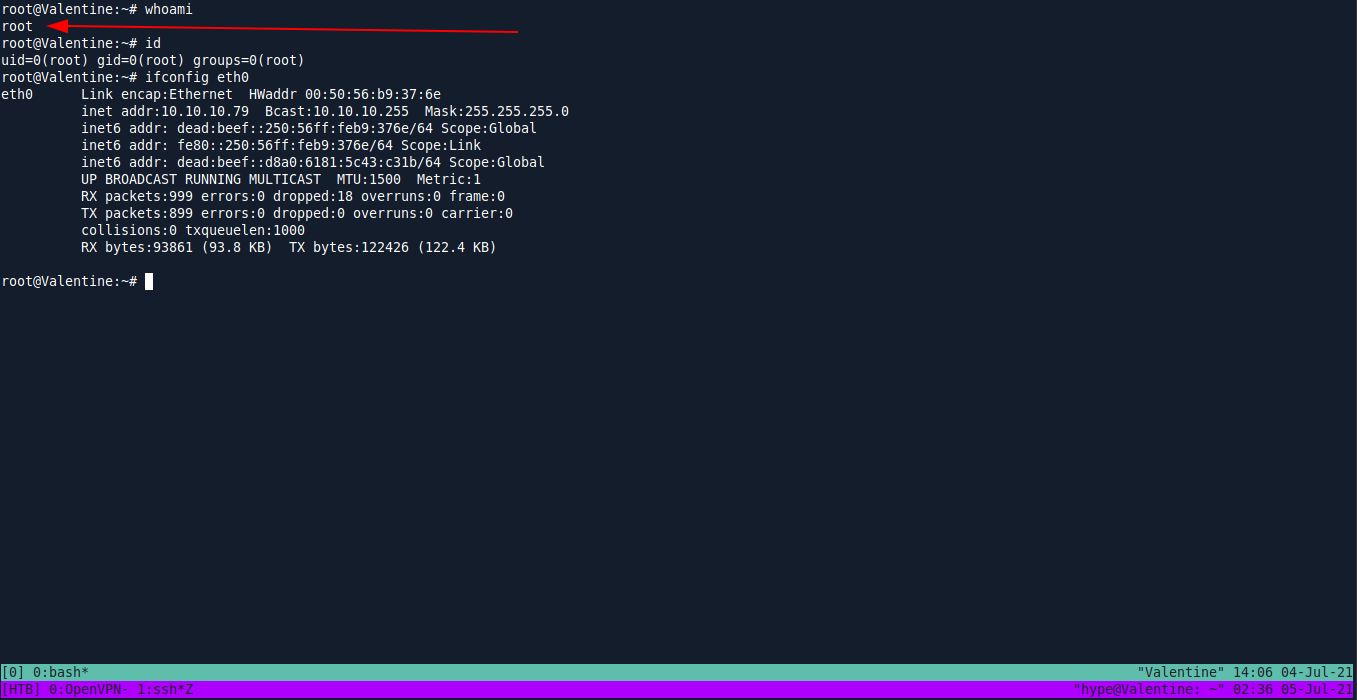 root@Valentine:~# whoami
root
root@Valentine:~# id
uid=0(root) gid=0(root) groups=0(root)
root@Valentine:~# ifconfig eth0
eth0      Link encap:Ethernet  HWaddr 00:50:56:b9:37:6e
          inet addr:10.10.10.79  Bcast:10.10.10.255  Mask:255.255.255.0
          inet6 addr: dead:beef::250:56ff:feb9:376e/64 Scope:Global
          inet6 addr: fe80::250:56ff:feb9:376e/64 Scope:Link
          inet6 addr: dead:beef::d8a0:6181:5c43:c31b/64 Scope:Global
          UP BROADCAST RUNNING MULTICAST  MTU:1500  Metric:1
          RX packets:999 errors:0 dropped:18 overruns:0 frame:0
          TX packets:899 errors:0 dropped:0 overruns:0 carrier:0
          collisions:0 txqueuelen:1000
          RX bytes:93861 (93.8 KB)  TX bytes:122426 (122.4 KB)
root@Valentine:~#
[0] 0:bash* "Valentine" 14:06 04-Jul-21
[HTB] 0:OpenVPN- 1:ssh*Z "hype@Valentine: ~" 02:36 05-Jul-21